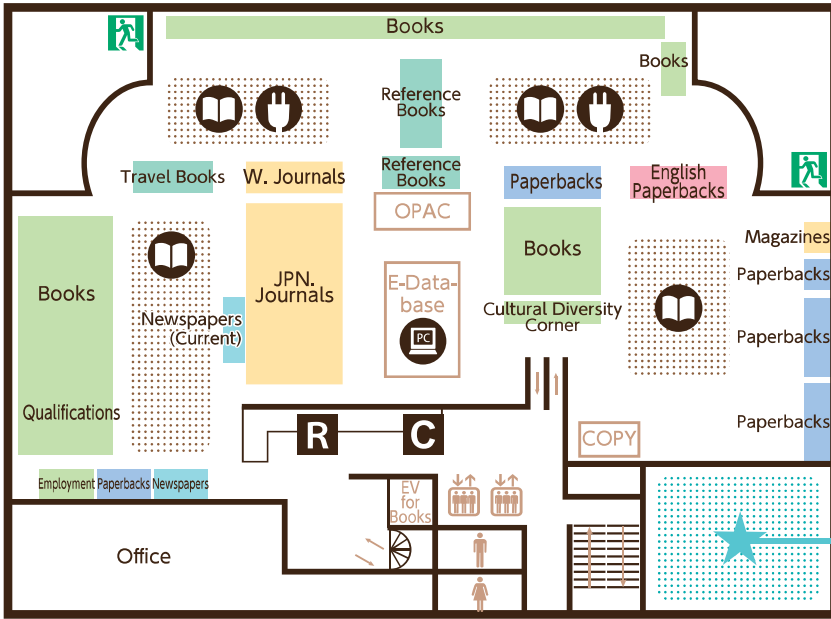 Books
Books
Reference
Books
Travel Books
W. Journals
Reference
Books
Paperbacks
English
Paperbacks
OPAC
Magazines
Books
JPN.
Journals
E-Data-
base
PC
Books
Paperbacks
Newspapers
(Current)
Cultural Diversity
Corner
Paperbacks
Qualifications
Paperbacks
R
C
COPY
Employment
Paperbacks
Newspapers
EV
for
Books
Office